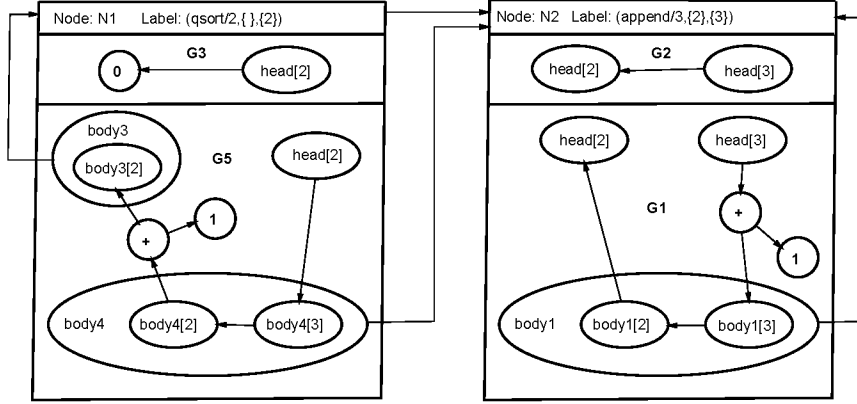 Node: N1 Label: (qsort/2,{ },{2})
G3
0
head[2]
body3
body3[2]
G5
head[2]
+
1
body4
body4[2]
body4[3]
Node: N2 Label: (append/3,{2},{3})
G2
head[2]
head[3]
head[2]
head[3]
G1
+
1
body1
body1[2]
body1[3]